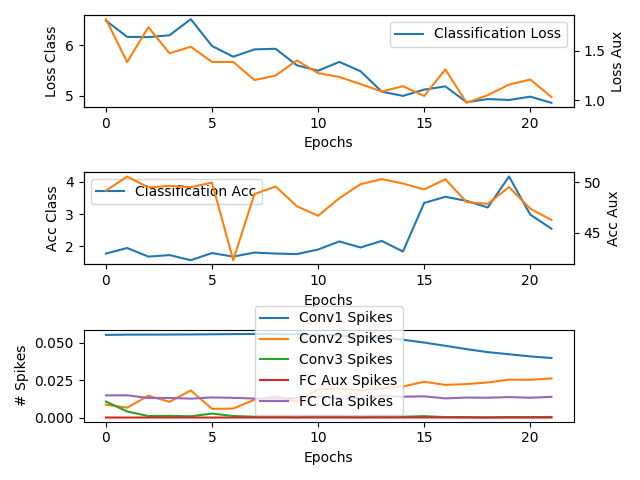 Classification Loss
Loss Class
Loss Aux
6
5
1.5
1.0
0 5 10 15 20
Epochs
Classification Acc
Acc Class
Acc Aux
4
3
2
50
45
0 5 10 15 20
Epochs
Conv1 Spikes
Conv2 Spikes
Conv3 Spikes
FC Aux Spikes
FC Cla Spikes
# Spikes
0.050
0.025
0.000
0 5 10 15 20
Epochs